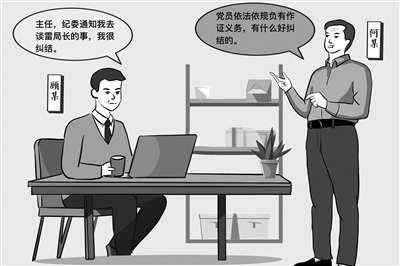 主任，纪委通知我去
谈雷局长的事，我很
纠结。
顾某
党员依法依规负有作
证义务，有什么好纠
结的。
何某